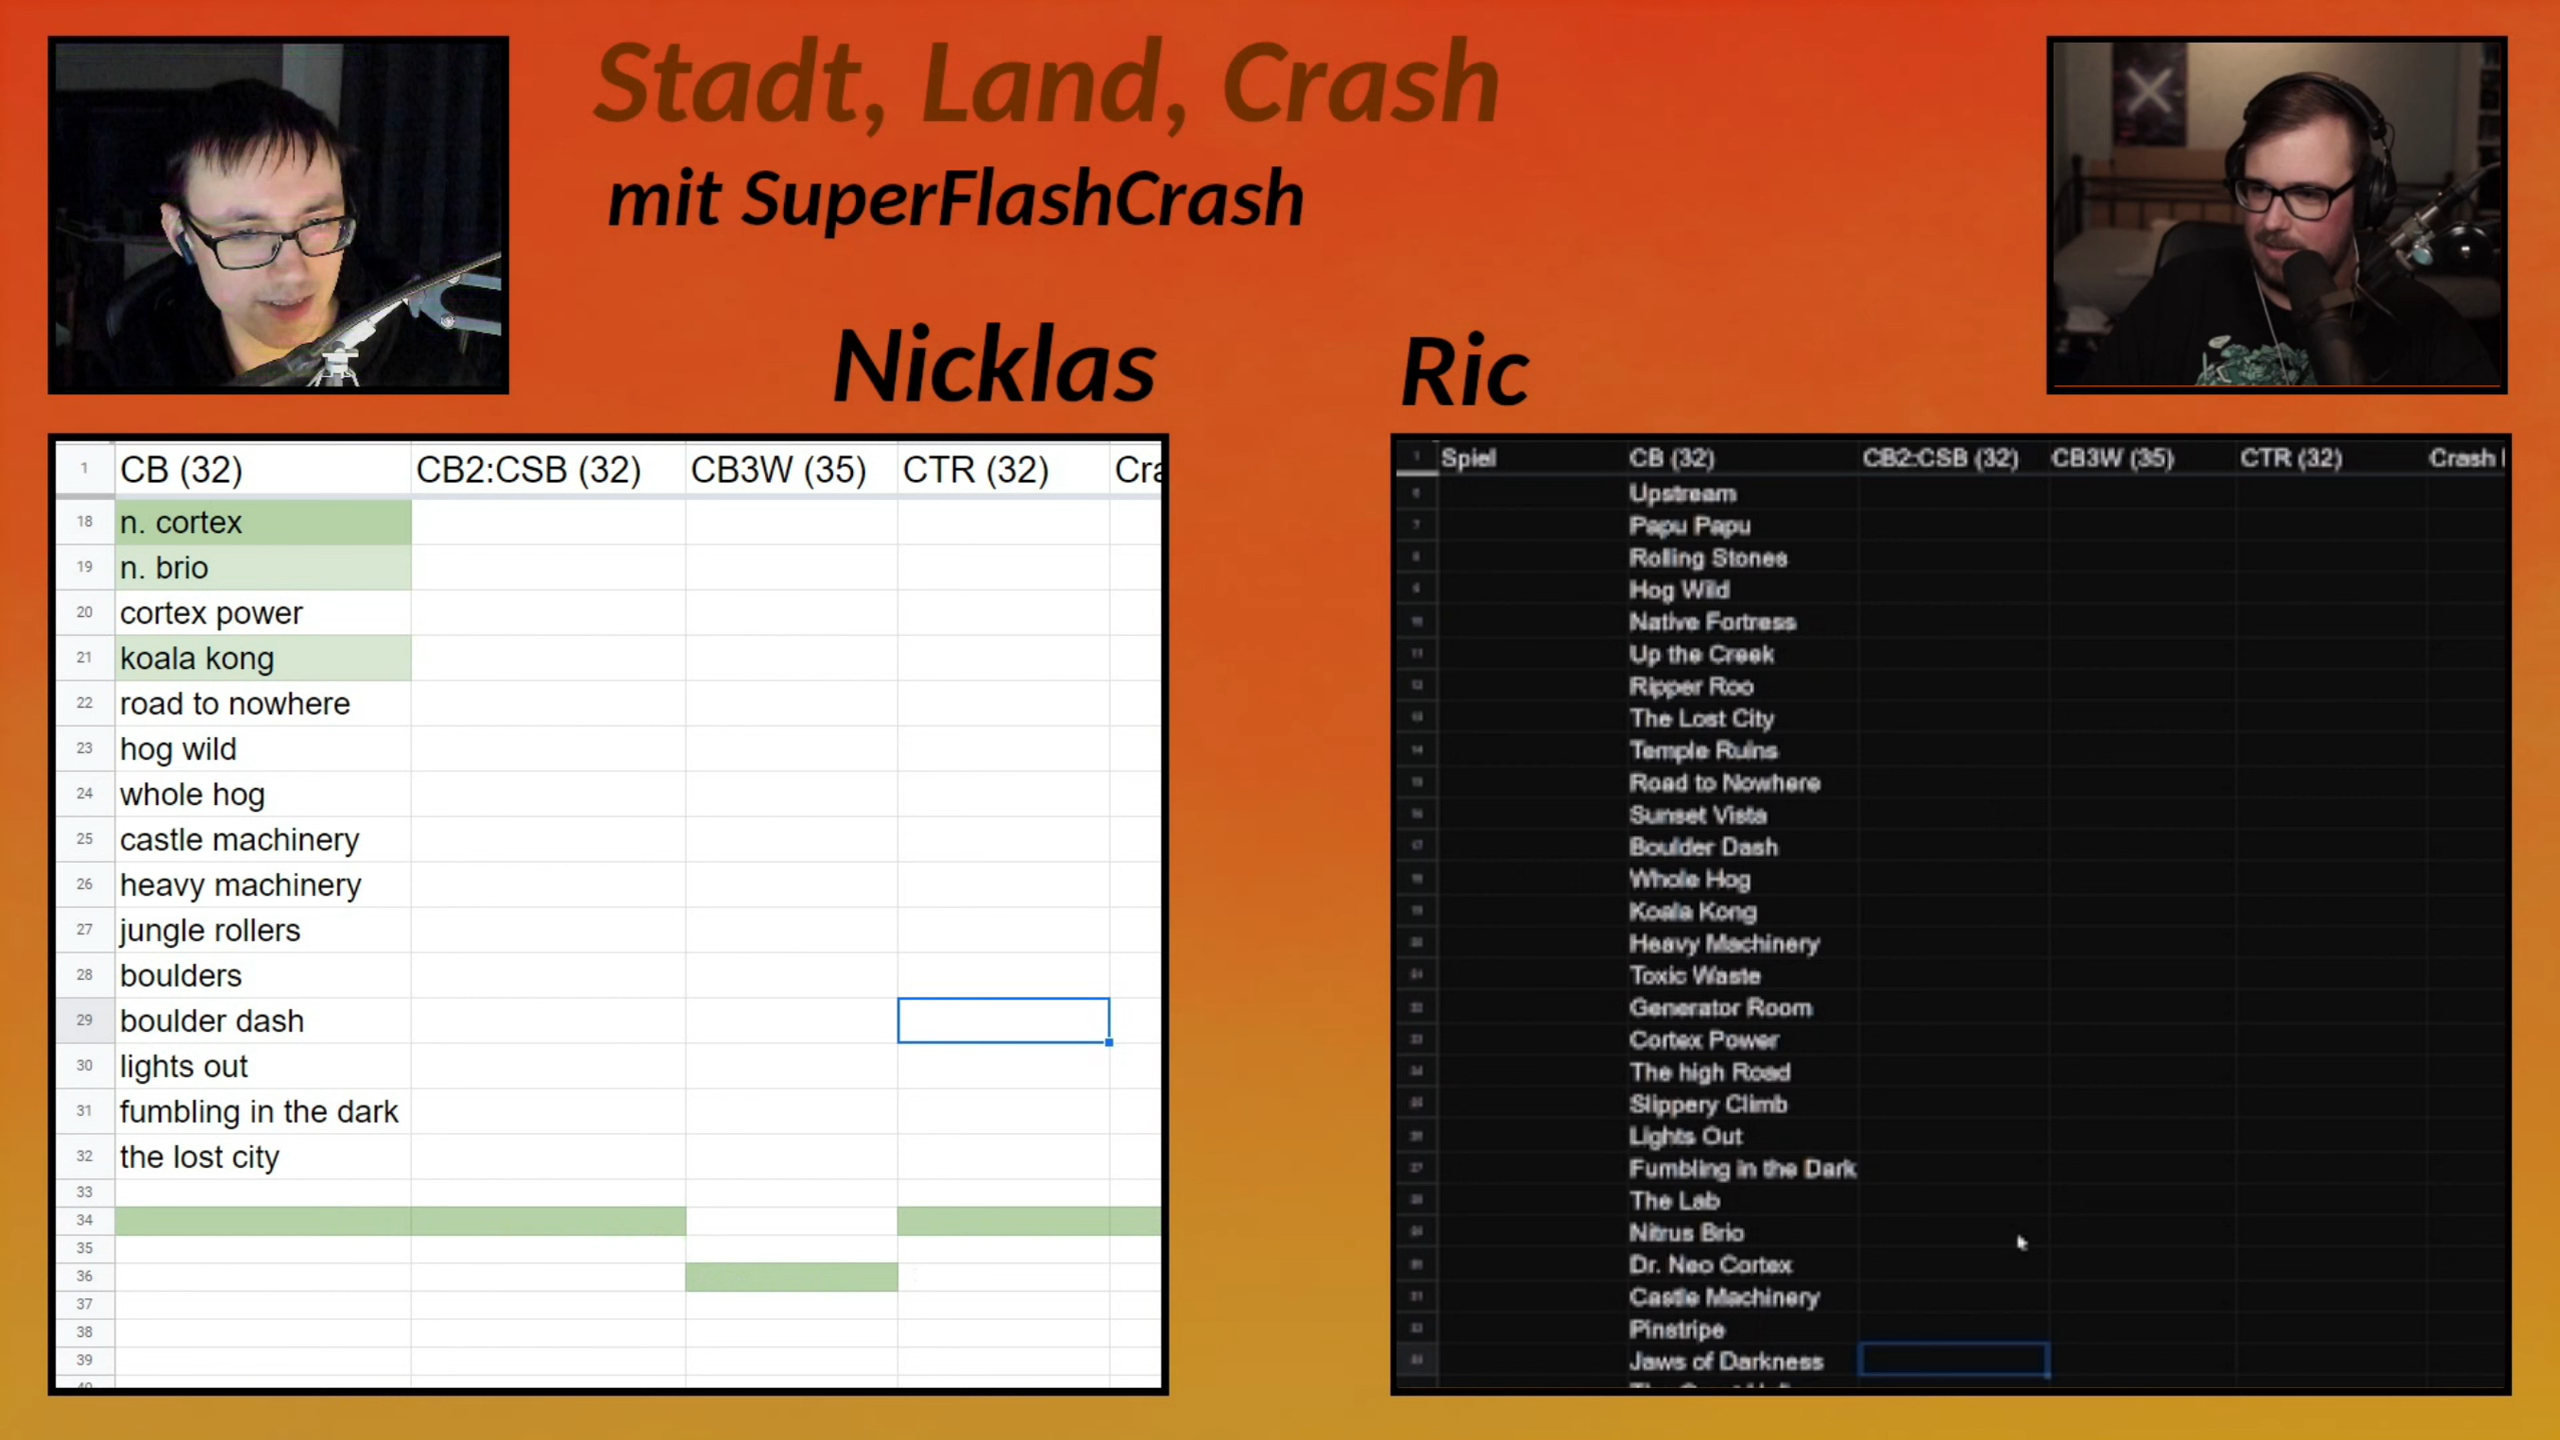 Stadt, Land, Crash
mit SuperFlashCrash
Nicklas
Ric
1 CB (32) CB2:CSB (32) CB3W (35) CTR (32) Cra
18 n. cortex
19 n. brio
20 cortex power
21 koala kong
22 road to nowhere
23 hog wild
24 whole hog
25 castle machinery
26 heavy machinery
27 jungle rollers
28 boulders
29 boulder dash
30 lights out
31 fumbling in the dark
32 the lost city
33
34
35
36
37
38
39
Spiel CB (32) CB2:CSB (32) CB3W (35) CTR (32) Crash
Upstream
Papu Papu
Rolling Stones
Hog Wild
Native Fortress
Up the Creek
Ripper Roo
The Lost City
Temple Ruins
Road to Nowhere
Sunset Vista
Boulder Dash
Whole Hog
Koala Kong
Heavy Machinery
Toxic Waste
Generator Room
Cortex Power
The high Road
Slippery Climb
Lights Out
Fumbling in the Dark
The Lab
Nitrus Brio
Dr. Neo Cortex
Castle Machinery
Pinstripe
Jaws of Darkness